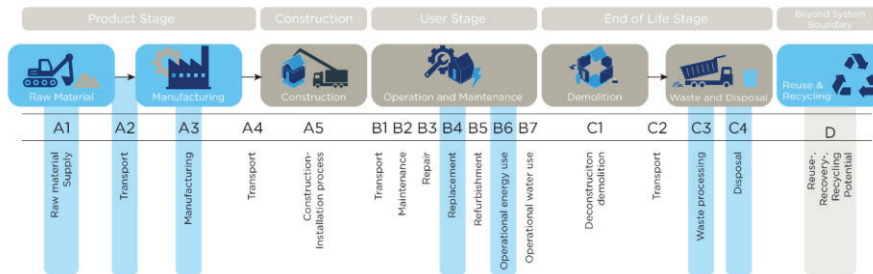 Product Stage
Construction
User Stage
End of Life Stage
Beyond System
Boundary
Raw Material
Manufacturing
Construction
Operation and Maintenance
Demolition
Waste and Disposal
Reuse &
Recycling
A1
A2
A3
A4
A5
B1
B2
B3
B4
B5
B6
B7
C1
C2
C3
C4
D
Raw material
Supply
Transport
Manufacturing
Transport
Construction-
Installation process
Transport
Maintenance
Repair
Replacement
Refurbishment
Operational energy use
Operational water use
Deconstruciton
demolition
Transport
Waste processing
Disposal
Reuse-,
Recovery-,
Recycling
Potential